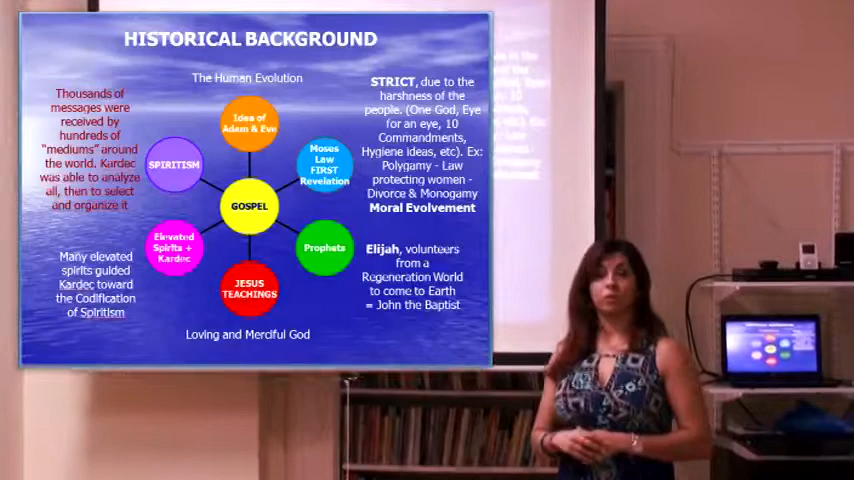 HISTORICAL BACKGROUND
The Human Evolution
Thousands of
messages were
received by
hundreds of
"mediums" around
the world. Kardec
was able to analyze
all, then to select
and organize it
Many elevated
spirits guided
Kardec toward
the Codification
of Spiritism
Idea of
Adam & Eve
SPIRITISM
Moses
Law
FIRST
Revelation
GOSPEL
Elevated
Spirits +
Kardec
Prophets
JESUS
TEACHINGS
Loving and Merciful God
STRICT, due to the
harshness of the
people. (One God, Eye
for an eye, 10
Commandments,
Hygiene ideas, etc). Ex:
Polygamy - Law
protecting women -
Divorce & Monogamy
Moral Evolvement
Elijah, volunteers
from a
Regeneration World
to come to Earth
= John the Baptist